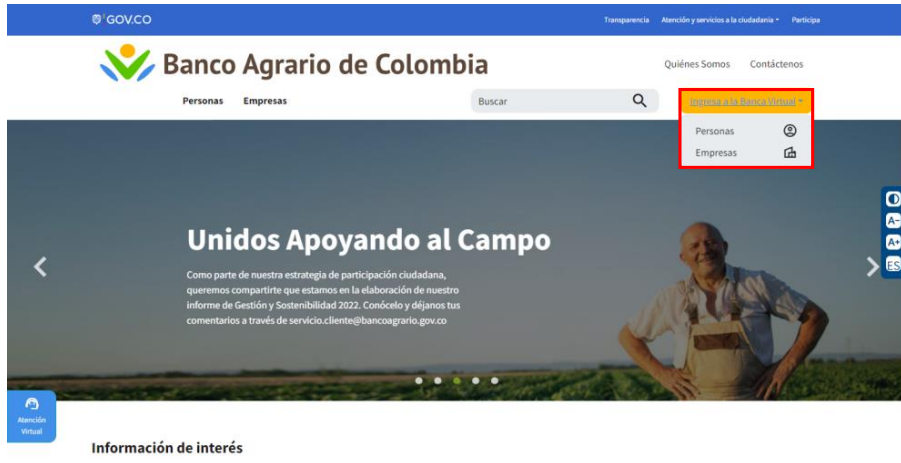 GOV.CO
Transparencia Atención y servicios a la ciudadanía Participa
Banco Agrario de Colombia
Quiénes Somos Contáctenos
Personas Empresas Buscar Ingresa a la Banca Virtual
Personas
Empresas
A-
A+
ES
Unidos Apoyando al Campo
Como parte de nuestra estrategia de participación ciudadana,
queremos compartirte que estamos en la elaboración de nuestro
informe de Gestión y Sostenibilidad 2022. Conócelo y déjanos tus
comentarios a través de servicio.cliente@bancoagrario.gov.co
Atención
Virtual
Información de interés